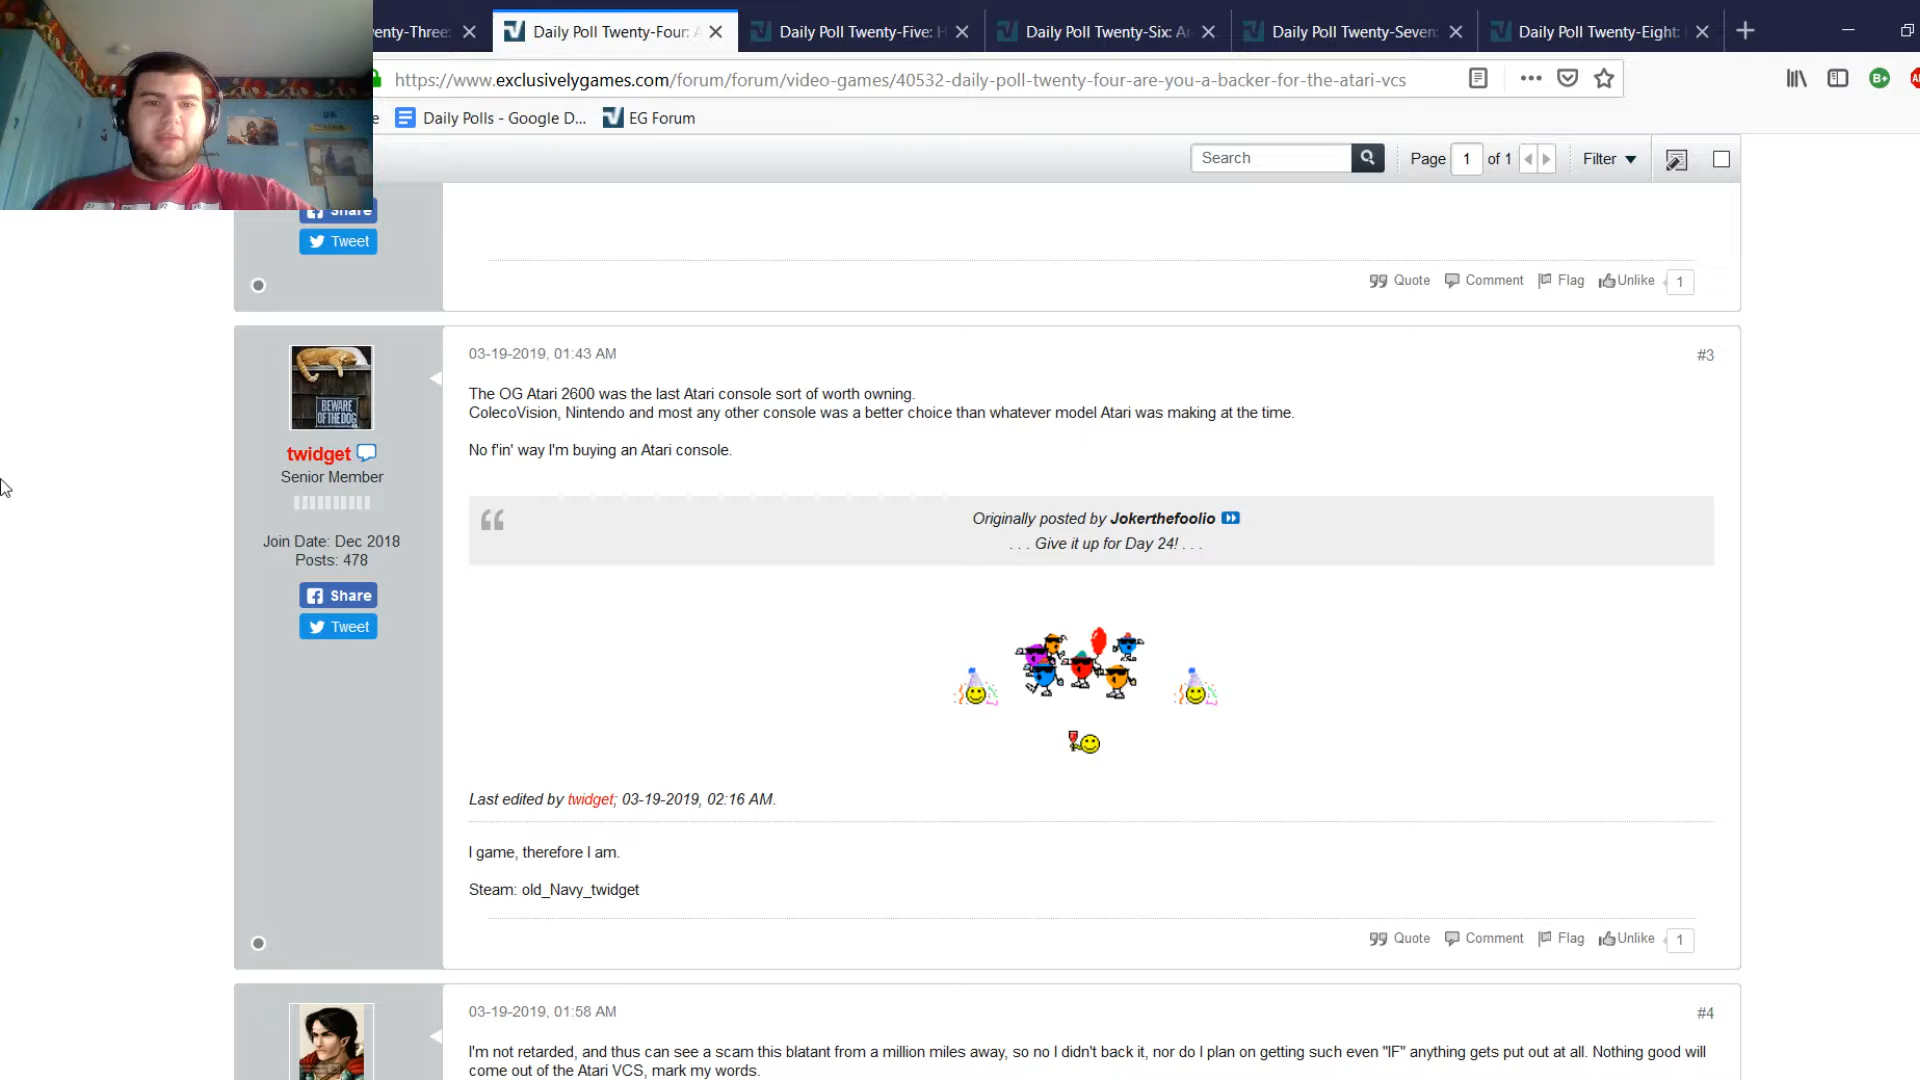 enty-Three:
Daily Poll Twenty-Four: A
Daily Poll Twenty-Five: H
Daily Poll Twenty-Six: Ar
Daily Poll Twenty-Seven:
Daily Poll Twenty-Eight:
https://www.exclusivelygames.com/forum/forum/video-games/40532-daily-poll-twenty-four-are-you-a-backer-for-the-atari-vcs
B+
e Daily Polls - Google D... EG Forum
Search Page 1 of 1 Filter
Share
Tweet
Quote Comment Flag Unlike 1
03-19-2019, 01:43 AM #3
The OG Atari 2600 was the last Atari console sort of worth owning.
ColecoVision, Nintendo and most any other console was a better choice than whatever model Atari was making at the time.
No f'in' way I'm buying an Atari console.
BEWARE
OF THE DOG
twidget
Senior Member
Join Date: Dec 2018
Posts: 478
Share
Tweet
Originally posted by Jokerthefoolio
. . . Give it up for Day 24! . . .
Last edited by twidget; 03-19-2019, 02:16 AM.
I game, therefore I am.
Steam: old_Navy_twidget
Quote Comment Flag Unlike 1
03-19-2019, 01:58 AM #4
I'm not retarded, and thus can see a scam this blatant from a million miles away, so no I didn't back it, nor do I plan on getting such even "IF" anything gets put out at all. Nothing good will
come out of the Atari VCS, mark my words.